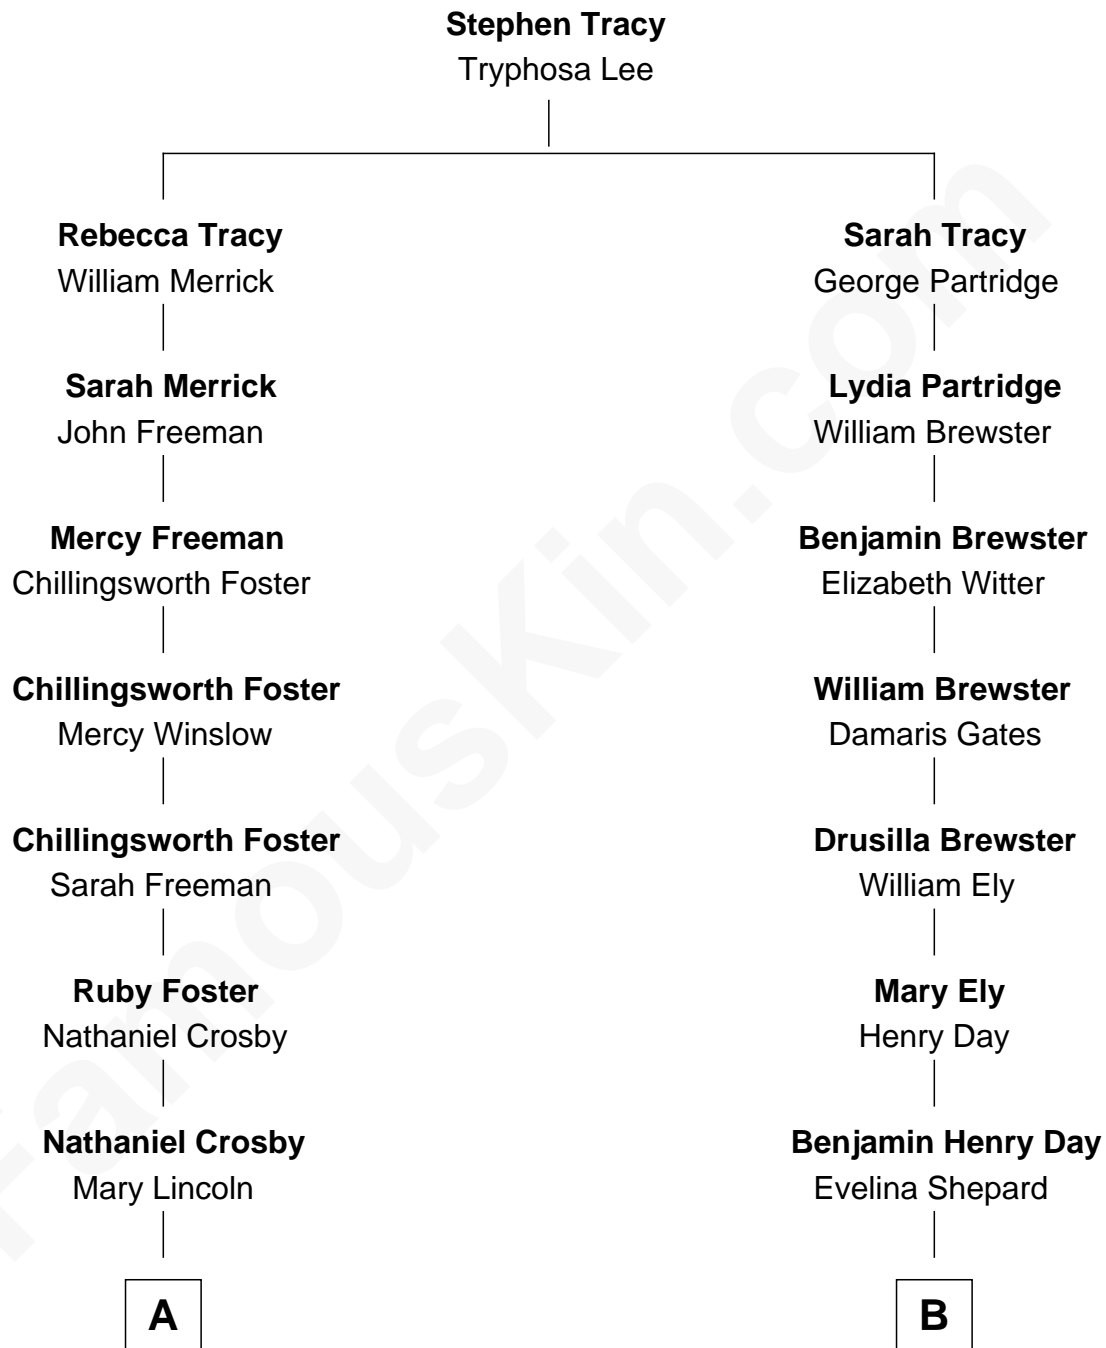 Stephen Tracy
Tryphosa Lee
Rebecca Tracy
William Merrick
Sarah Tracy
George Partridge
Sarah Merrick
John Freeman
Lydia Partridge
William Brewster
Mercy Freeman
Chillingsworth Foster
Benjamin Brewster
Elizabeth Witter
Chillingsworth Foster
Mercy Winslow
William Brewster
Damaris Gates
Chillingsworth Foster
Sarah Freeman
Drusilla Brewster
William Ely
Ruby Foster
Nathaniel Crosby
Mary Ely
Henry Day
Nathaniel Crosby
Mary Lincoln
Benjamin Henry Day
Evelina Shepard
A
B
FamousKin.com